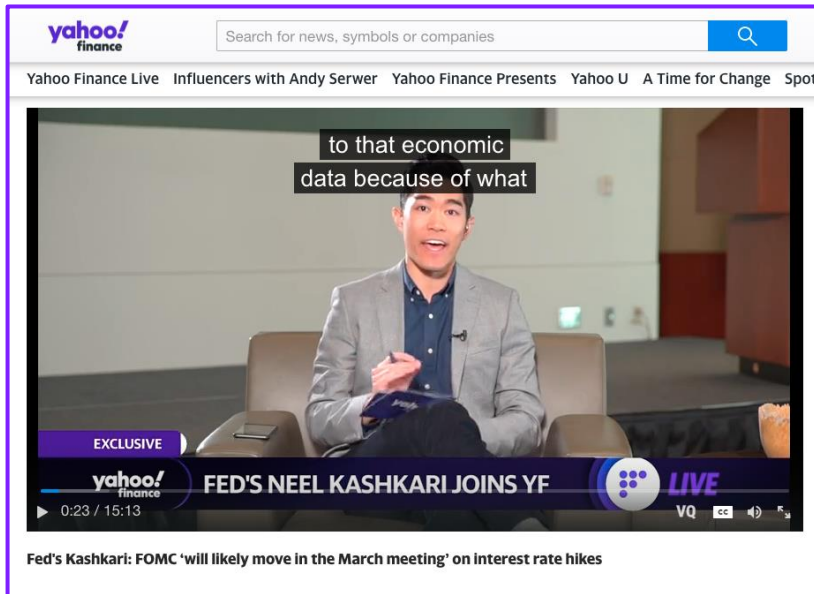 yahoo!
finance
Search for news, symbols or companies
Yahoo Finance Live Influencers with Andy Serwer Yahoo Finance Presents Yahoo U A Time for Change Spot
to that economic
data because of what
yahoo!
EXCLUSIVE
yahoo!
finance
FED'S NEEL KASHKARI JOINS YF
LIVE
0:23 / 15:13
VQ CC
Fed's Kashkari: FOMC ‘will likely move in the March meeting’ on interest rate hikes